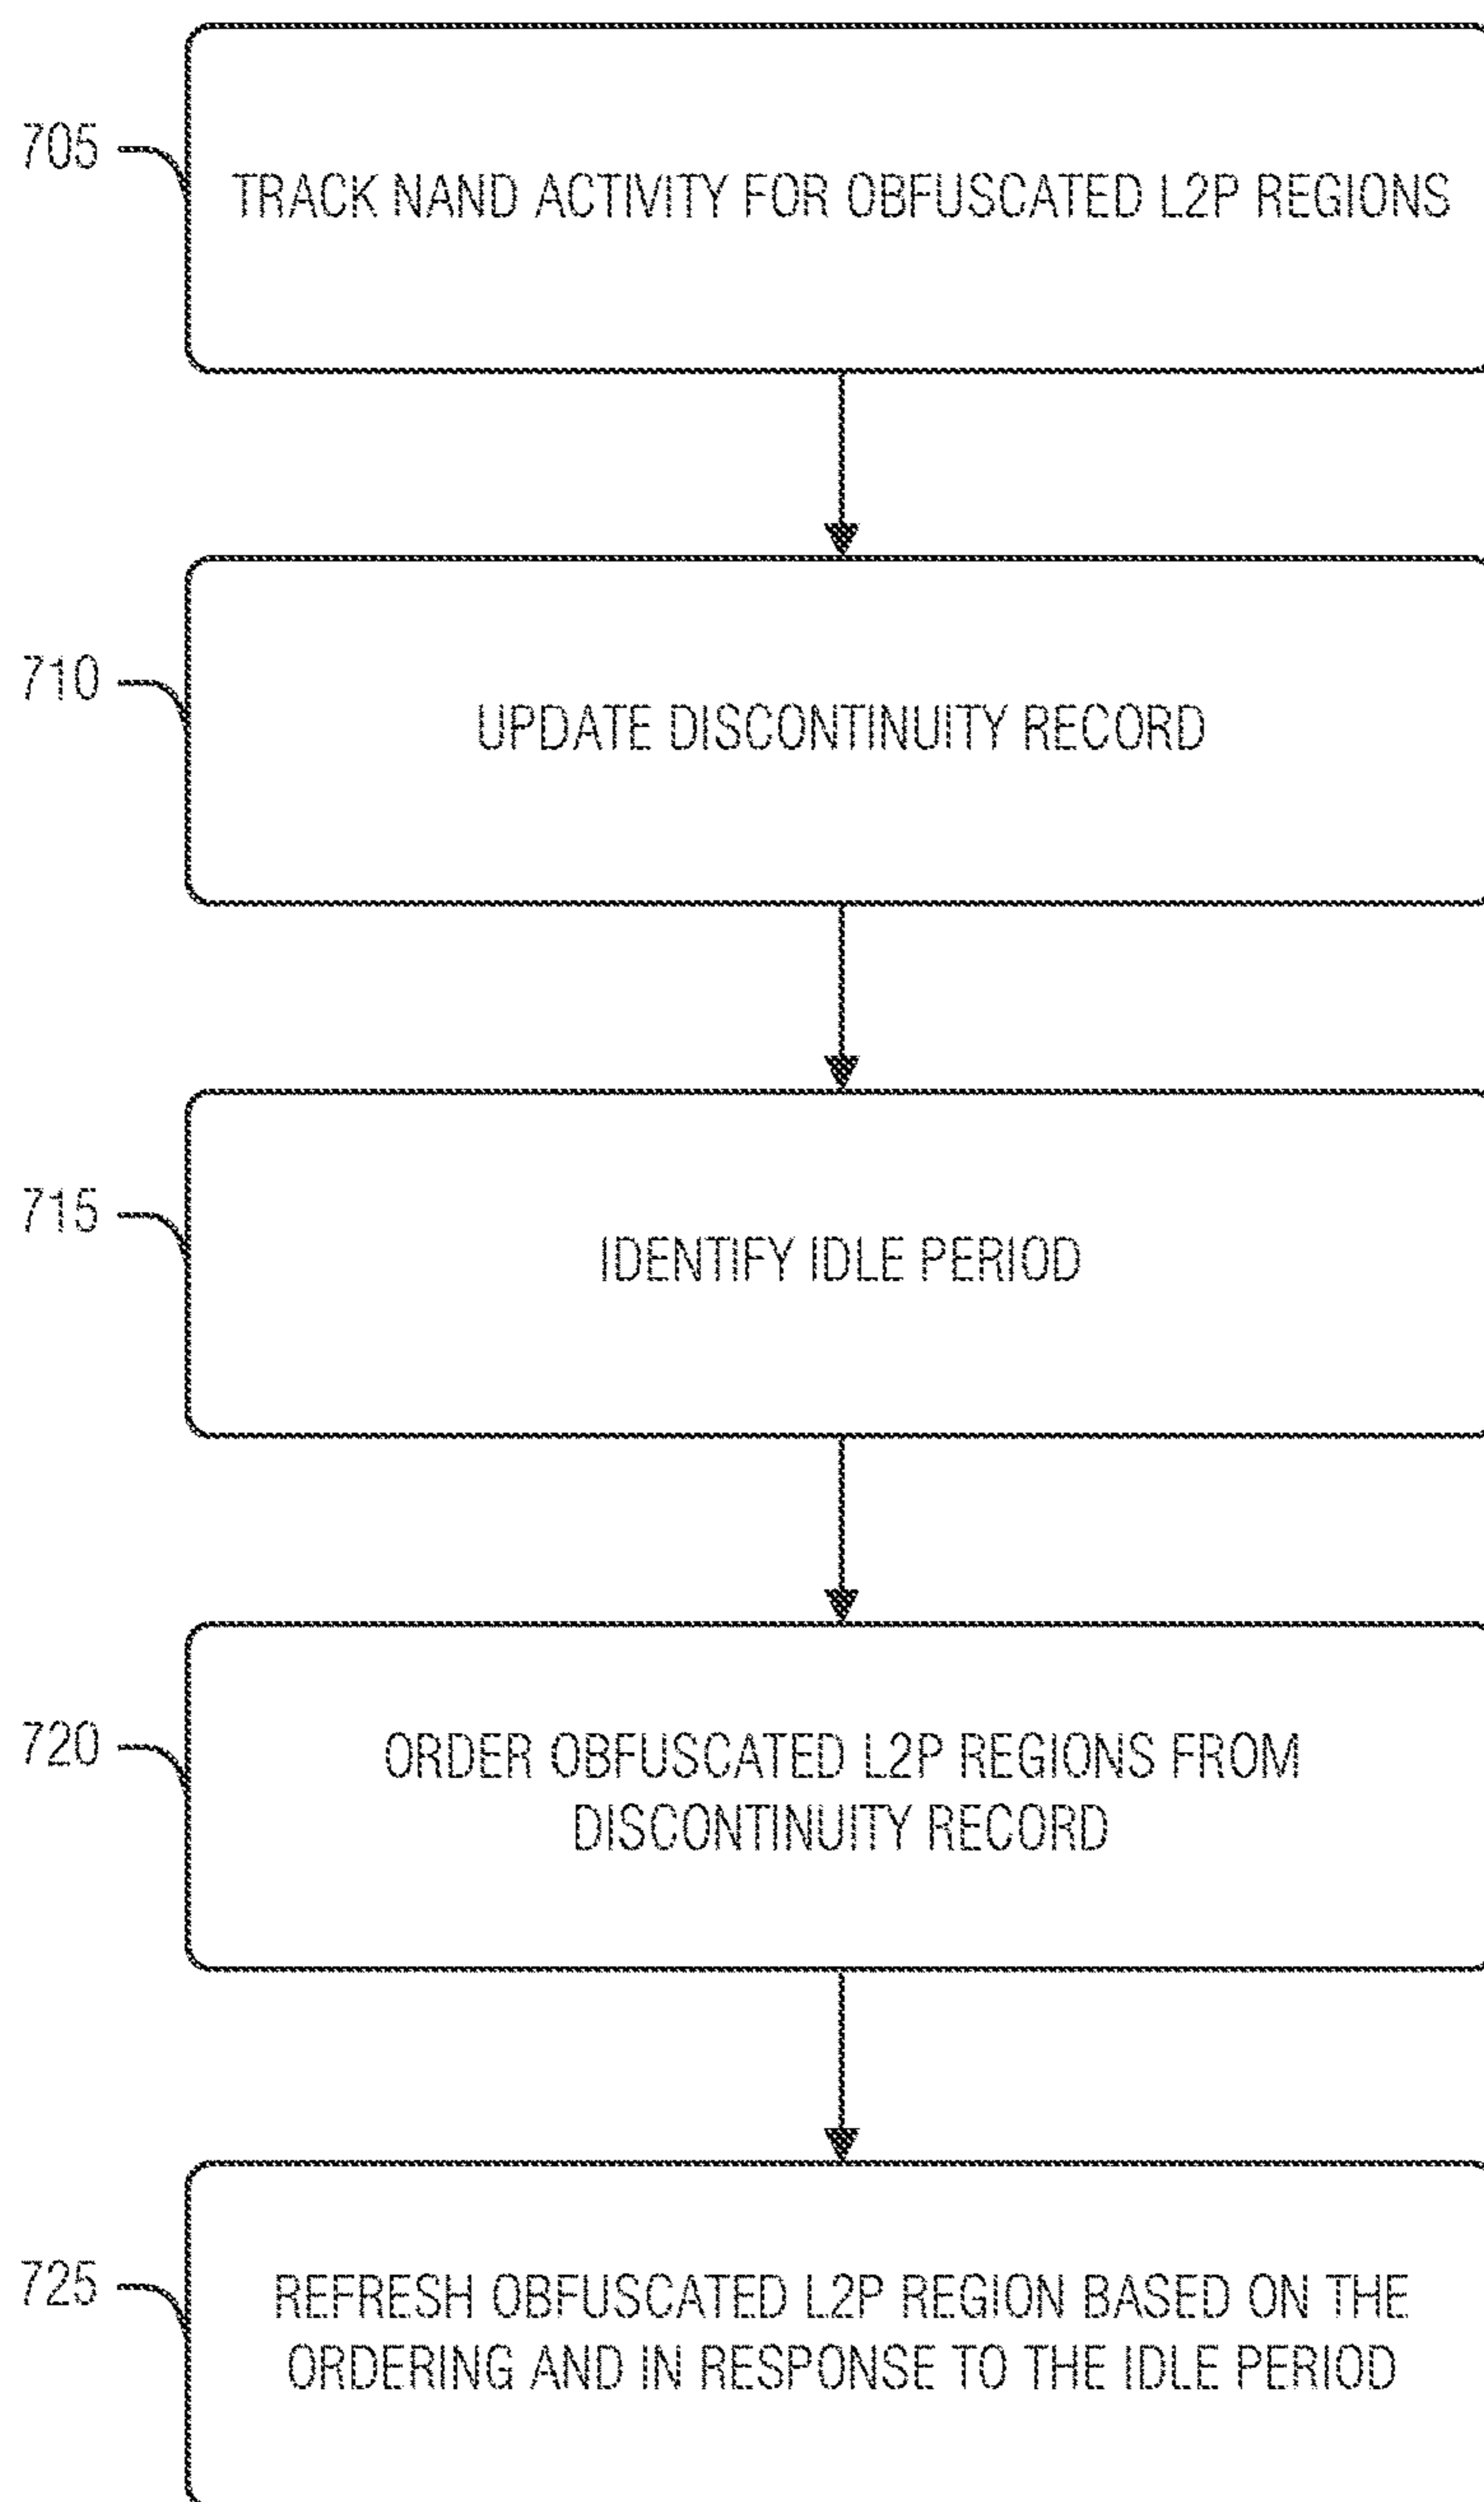 705
TRACK NAND ACTIVITY FOR OBFUSCATED L2P REGIONS
710
UPDATE DISCONTINUITY RECORD
715
IDENTIFY IDLE PERIOD
720
ORDER OBFUSCATED L2P REGIONS FROM
DISCONTINUITY RECORD
725
REFRESH OBFUSCATED L2P REGION BASED ON THE
ORDERING AND IN RESPONSE TO THE IDLE PERIOD